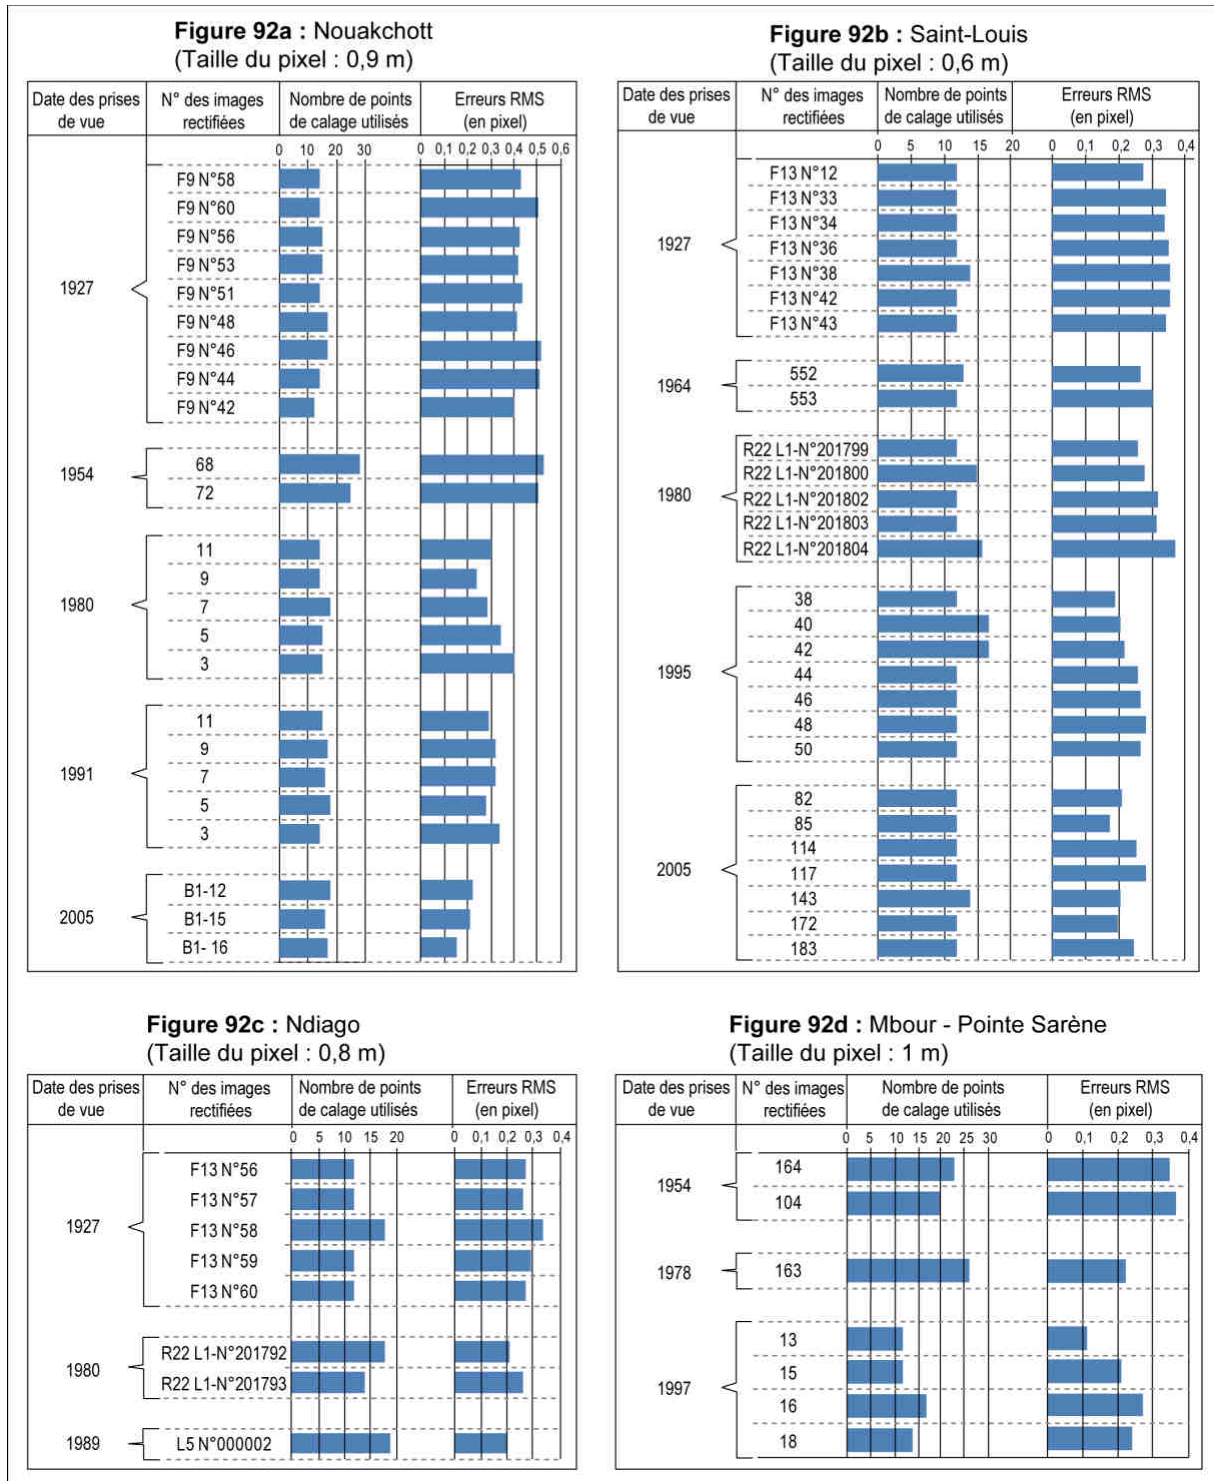 Figure 92a : Nouakchott
(Taille du pixel : 0,9 m)
Date des prises de vue
N° des images rectifiées
Nombre de points de calage utilisés
Erreurs RMS (en pixel)
0 10 20 30
0 0,1 0,2 0,3 0,4 0,5 0,6
1927
F9 N°58
F9 N°60
F9 N°56
F9 N°53
F9 N°51
F9 N°48
F9 N°46
F9 N°44
F9 N°42
1954
68
72
1980
11
9
7
5
3
1991
11
9
7
5
3
2005
B1-12
B1-15
B1- 16
Figure 92b : Saint-Louis
(Taille du pixel : 0,6 m)
Date des prises de vue
N° des images rectifiées
Nombre de points de calage utilisés
Erreurs RMS (en pixel)
0 5 10 15 20
0 0,1 0,2 0,3 0,4
1927
F13 N°12
F13 N°33
F13 N°34
F13 N°36
F13 N°38
F13 N°42
F13 N°43
1964
552
553
1980
R22 L1-N°201799
R22 L1-N°201800
R22 L1-N°201802
R22 L1-N°201803
R22 L1-N°201804
1995
38
40
42
44
46
48
50
2005
82
85
114
117
143
172
183
Figure 92c : Ndiago
(Taille du pixel : 0,8 m)
Date des prises de vue
N° des images rectifiées
Nombre de points de calage utilisés
Erreurs RMS (en pixel)
0 5 10 15 20
0 0,1 0,2 0,3 0,4
1927
F13 N°56
F13 N°57
F13 N°58
F13 N°59
F13 N°60
1980
R22 L1-N°201792
R22 L1-N°201793
1989
L5 N°000002
Figure 92d : Mbour - Pointe Sarène
(Taille du pixel : 1 m)
Date des prises de vue
N° des images rectifiées
Nombre de points de calage utilisés
Erreurs RMS (en pixel)
0 5 10 15 20 25 30
0 0,1 0,2 0,3 0,4
1954
164
104
1978
163
1997
13
15
16
18